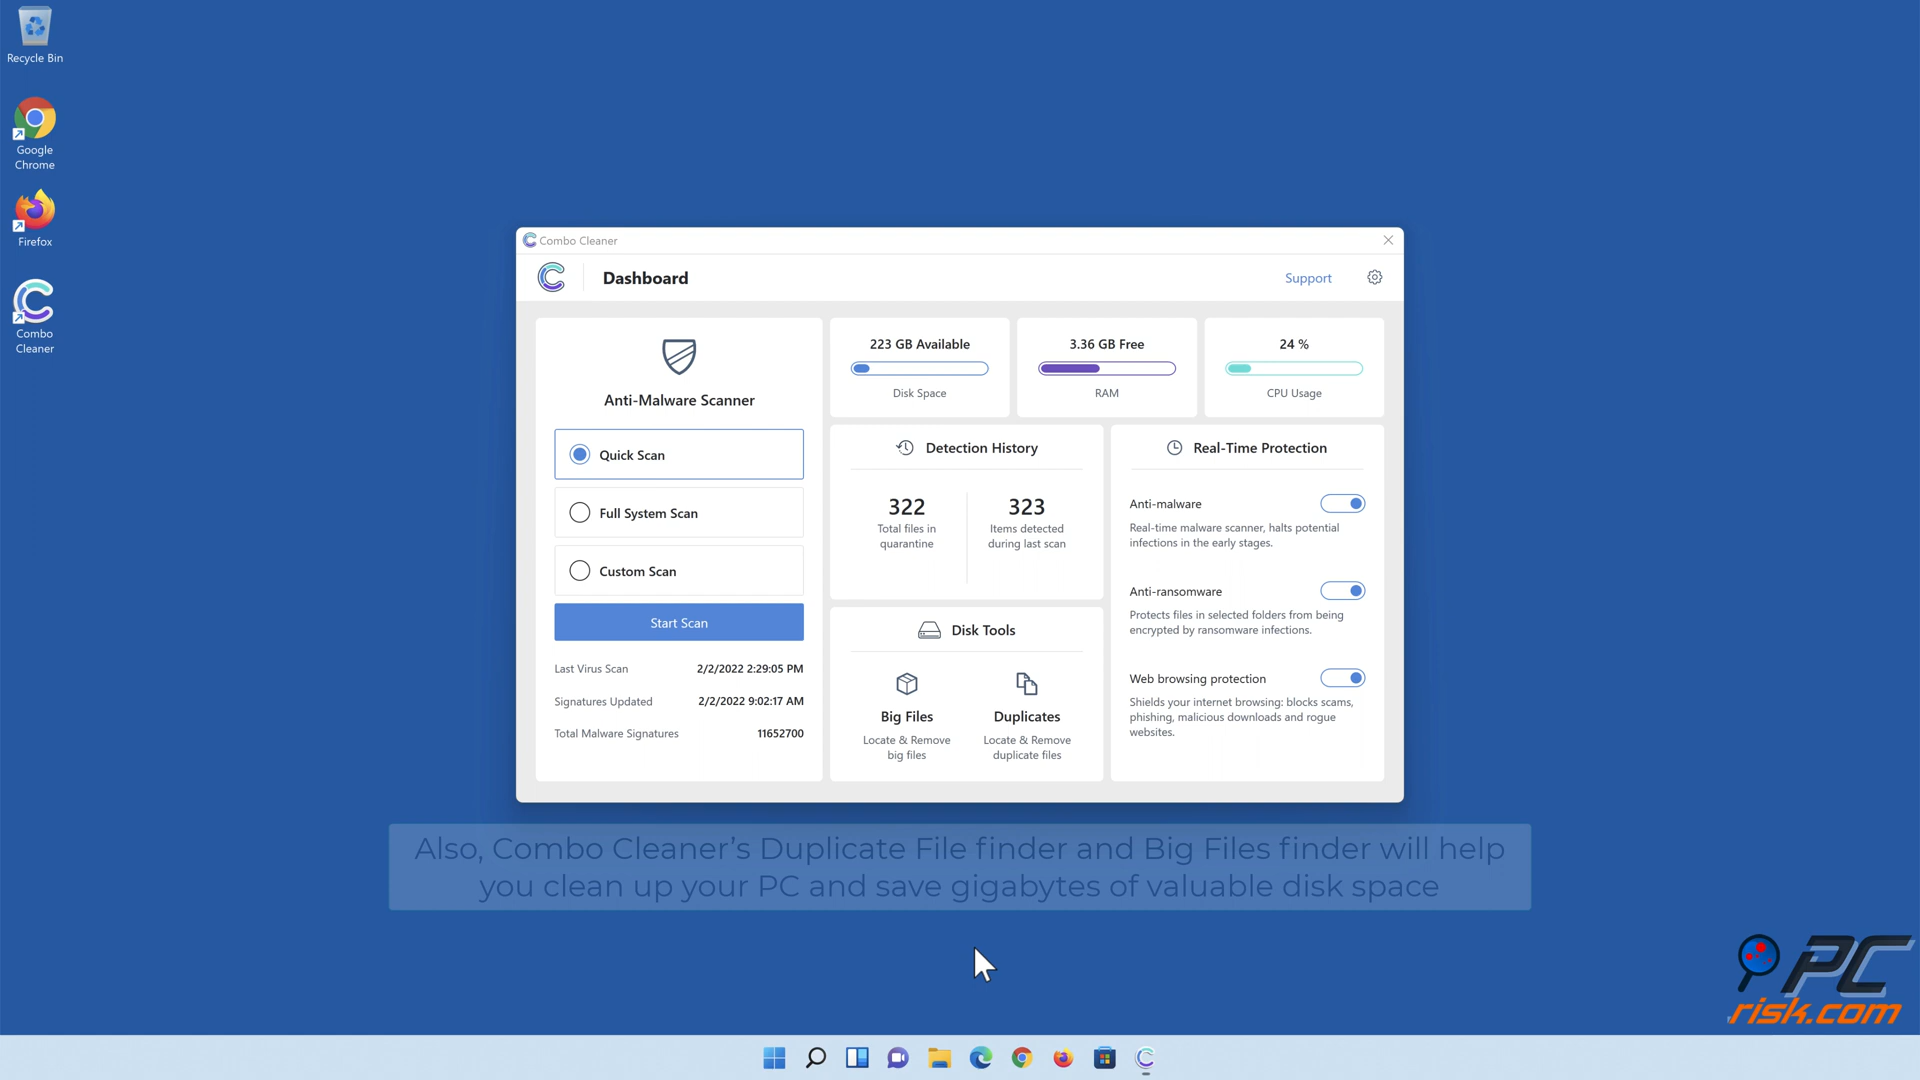 Recycle Bin
Google
Chrome
Firefox
Combo
Cleaner
Combo Cleaner
Dashboard
Support
Anti-Malware Scanner
Quick Scan
Full System Scan
Custom Scan
Start Scan
Last Virus Scan 2/2/2022 2:29:05 PM
Signatures Updated 2/2/2022 9:02:17 AM
Total Malware Signatures 11652700
223 GB Available
Disk Space
3.36 GB Free
RAM
24 %
CPU Usage
Detection History
322
Total files in
quarantine
323
Items detected
during last scan
Disk Tools
Big Files
Locate & Remove
big files
Duplicates
Locate & Remove
duplicate files
Real-Time Protection
Anti-malware
Real-time malware scanner, halts potential
infections in the early stages.
Anti-ransomware
Protects files in selected folders from being
encrypted by ransomware infections.
Web browsing protection
Shields your internet browsing: blocks scams,
phishing, malicious downloads and rogue
websites.
Also, Combo Cleaner’s Duplicate File finder and Big Files finder will help
you clean up your PC and save gigabytes of valuable disk space
PC
risk.com